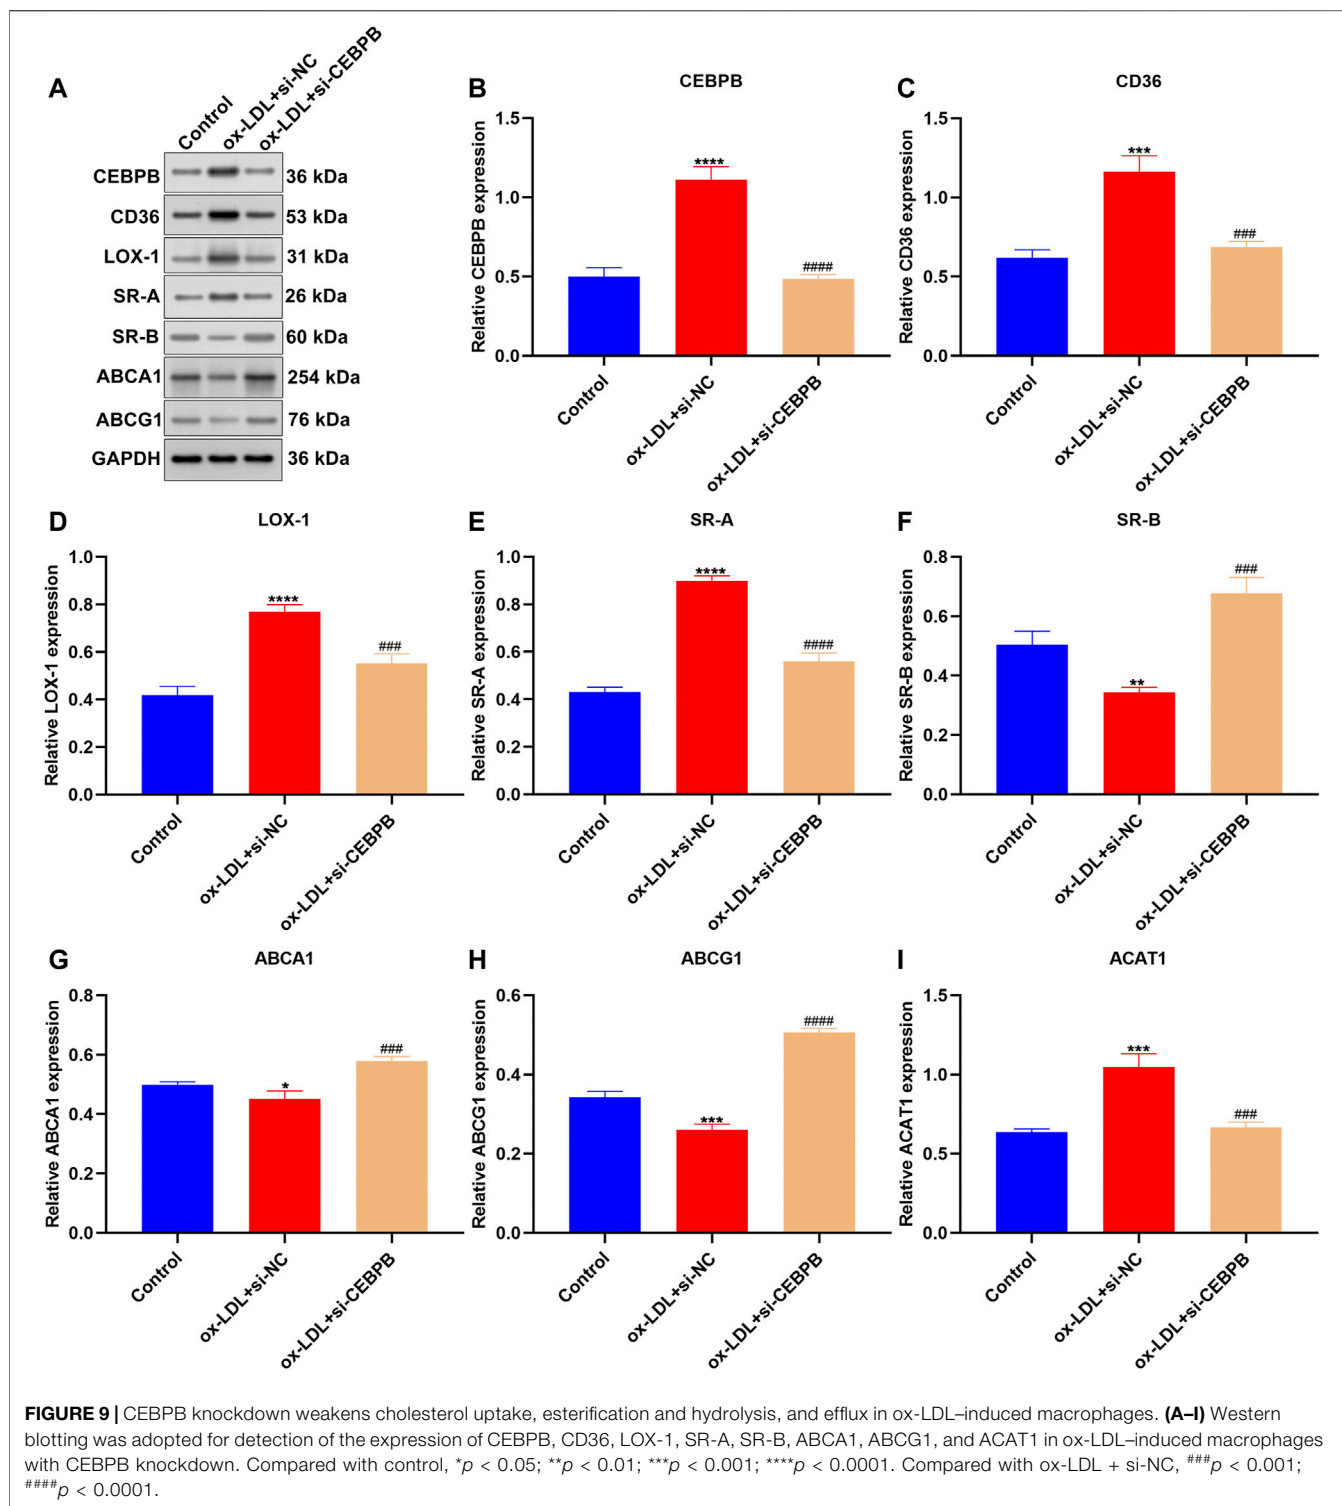 A
Control
ox-LDL+si-NC
ox-LDL+si-CEBPB
CEBPB 36 kDa
CD36 53 kDa
LOX-1 31 kDa
SR-A 26 kDa
SR-B 60 kDa
ABCA1 254 kDa
ABCG1 76 kDa
GAPDH 36 kDa
B
CEBPB
Relative CEBPB expression
1.5
1.0
0.5
0.0
****
####
Control
ox-LDL+si-NC
ox-LDL+si-CEBPB
C
CD36
Relative CD36 expression
1.5
1.0
0.5
0.0
***
###
Control
ox-LDL+si-NC
ox-LDL+si-CEBPB
D
LOX-1
Relative LOX-1 expression
1.0
0.8
0.6
0.4
0.2
0.0
****
###
Control
ox-LDL+si-NC
ox-LDL+si-CEBPB
E
SR-A
Relative SR-A expression
1.0
0.8
0.6
0.4
0.2
0.0
****
####
Control
ox-LDL+si-NC
ox-LDL+si-CEBPB
F
SR-B
Relative SR-B expression
0.8
0.6
0.4
0.2
0.0
**
###
Control
ox-LDL+si-NC
ox-LDL+si-CEBPB
G
ABCA1
Relative ABCA1 expression
0.8
0.6
0.4
0.2
0.0
*
###
Control
ox-LDL+si-NC
ox-LDL+si-CEBPB
H
ABCG1
Relative ABCG1 expression
0.6
0.4
0.2
0.0
***
####
Control
ox-LDL+si-NC
ox-LDL+si-CEBPB
I
ACAT1
Relative ACAT1 expression
1.5
1.0
0.5
0.0
***
###
Control
ox-LDL+si-NC
ox-LDL+si-CEBPB
FIGURE 9 | CEBPB knockdown weakens cholesterol uptake, esterification and hydrolysis, and efflux in ox-LDL–induced macrophages. (A–I) Western
blotting was adopted for detection of the expression of CEBPB, CD36, LOX-1, SR-A, SR-B, ABCA1, ABCG1, and ACAT1 in ox-LDL–induced macrophages
with CEBPB knockdown. Compared with control, *p < 0.05; **p < 0.01; ***p < 0.001; ****p < 0.0001. Compared with ox-LDL + si-NC, ###p < 0.001;
####p < 0.0001.